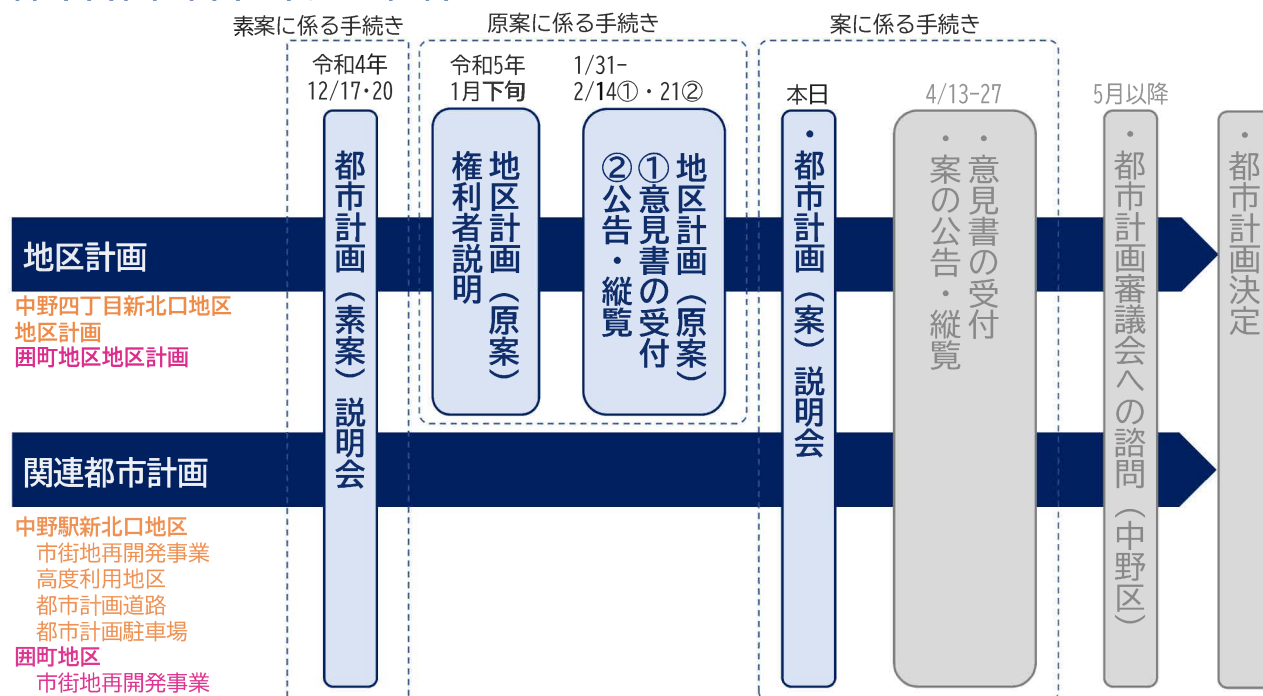 素案に係る手続き
原案に係る手続き
案に係る手続き
令和4年
12/17・20
令和5年
1月下旬
1/31-
2/14①・21②
本日
4/13-27
5月以降
都市計画（素案）説明会
地区計画（原案）
権利者説明
地区計画（原案）
①意見書の受付
②公告・縦覧
・都市計画（案）説明会
・意見書の受付
・案の公告・縦覧
・都市計画審議会への諮問（中野区）
・都市計画決定
地区計画
中野四丁目新北口地区
地区計画
囲町地区地区計画
関連都市計画
中野駅新北口地区
市街地再開発事業
高度利用地区
都市計画道路
都市計画駐車場
囲町地区
市街地再開発事業